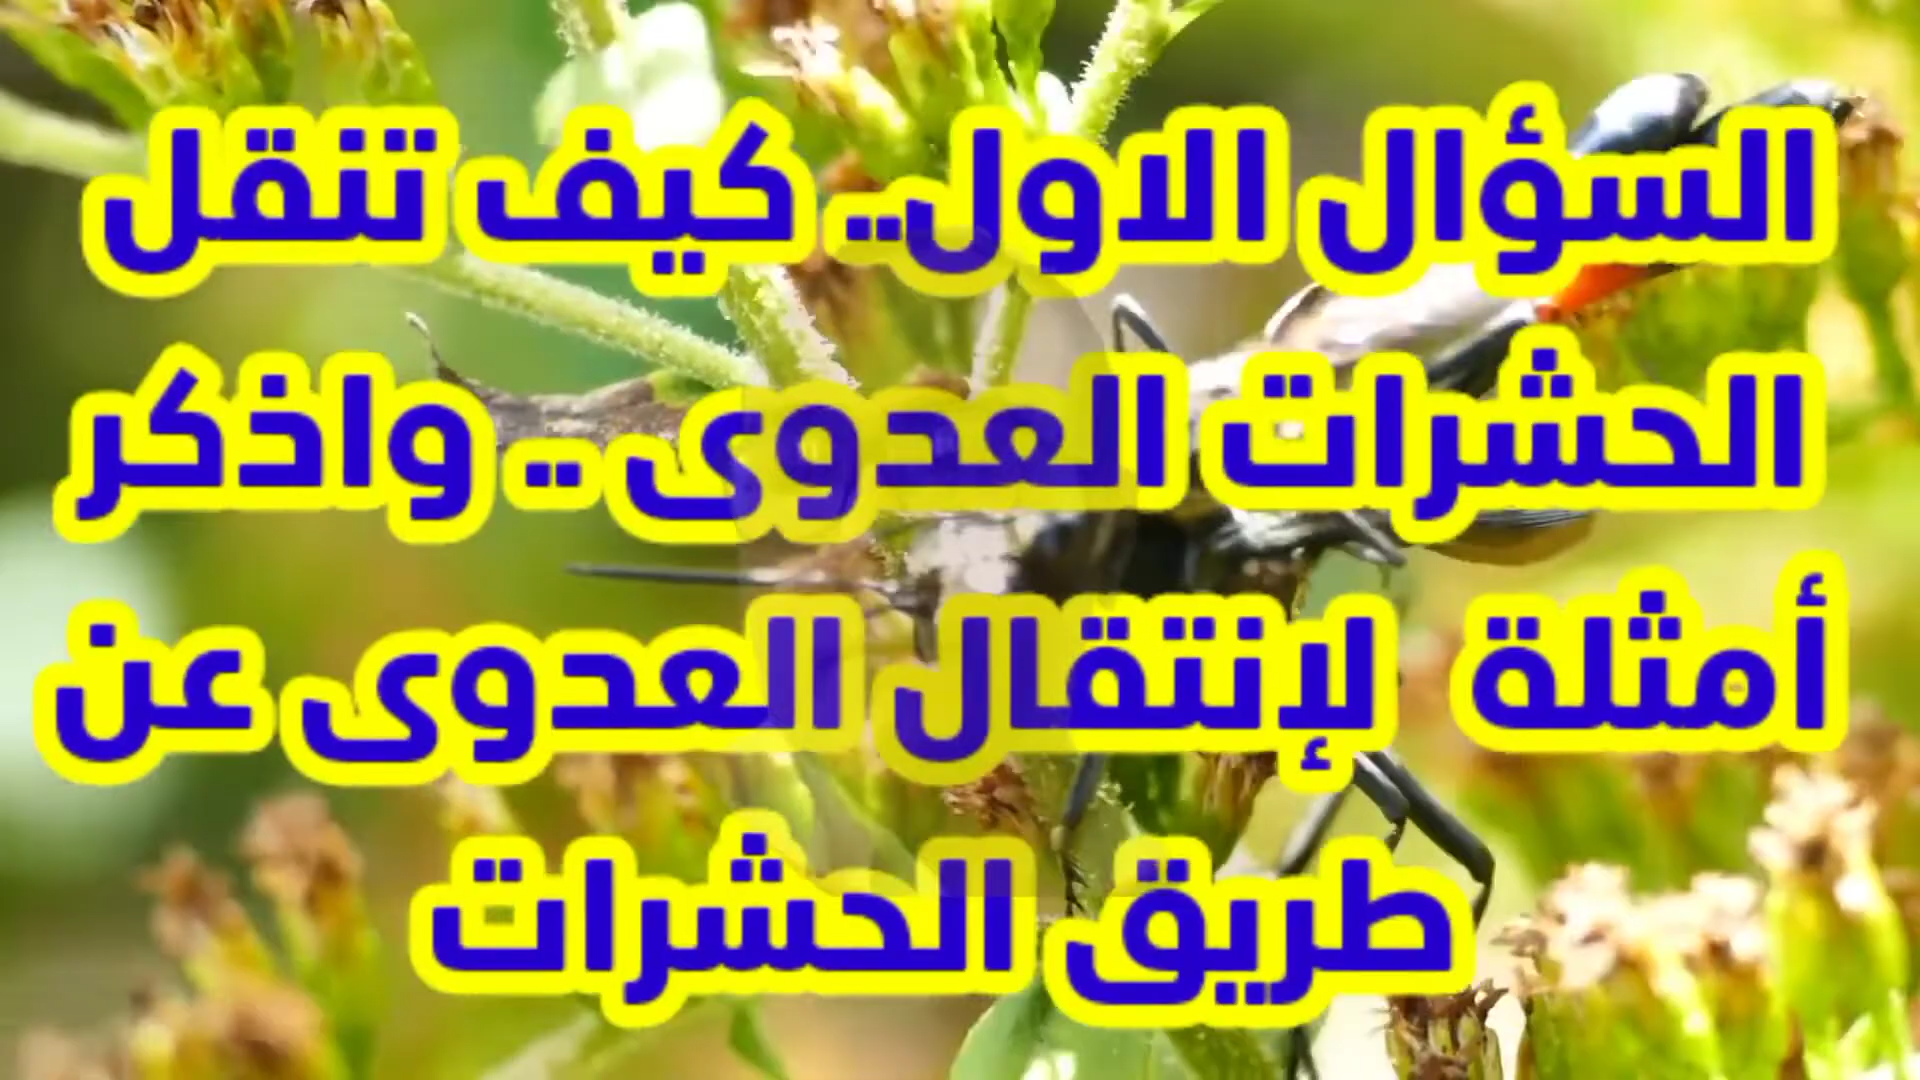 السؤال الاول.. كيف تنقل
الحشرات العدوى .. واذكر
أمثلة لإنتقال العدوى عن
طريق الحشرات